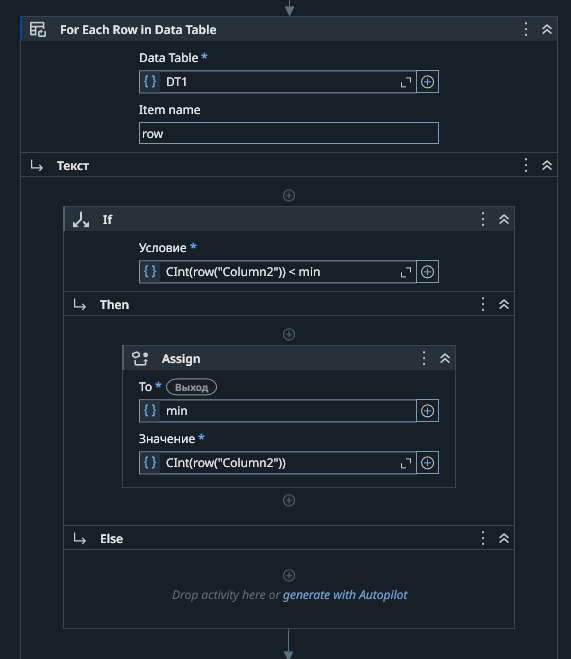 For Each Row in Data Table
Data Table *
DT1
Item name
row
Текст
If
Условие *
CInt(row("Column2")) < min
Then
Assign
To * Выход
min
Значение *
CInt(row("Column2"))
Else
Drop activity here or generate with Autopilot